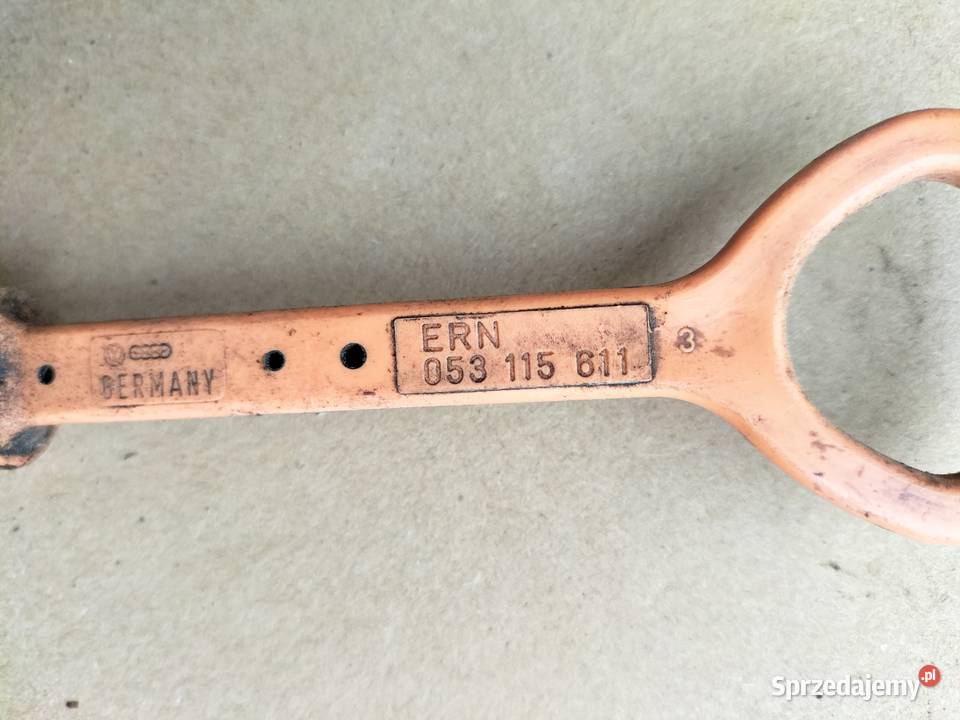 GERMANY
ERN
053 115 611
3
Sprzedajemy.pl